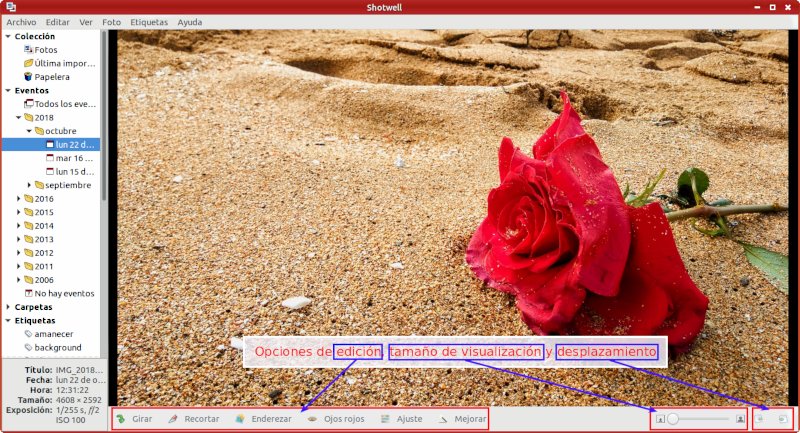 Shotwell
Archivo Editar Ver Foto Etiquetas Ayuda
Colección
Fotos
Última impor...
Papelera
Eventos
Todos los eve...
2018
octubre
lun 22 d...
mar 16 ...
lun 15 d...
septiembre
2016
2015
2014
2013
2012
2011
2006
No hay eventos
Carpetas
Etiquetas
amanecer
background
Título: IMG_2018...
Fecha: lun 22 de o...
Hora: 12:31:22
Tamaño: 4608 × 2592
Exposición: 1/255 s, f/2
ISO 100
Opciones de edición, tamaño de visualización y desplazamiento
Girar Recortar Enderezar Ojos rojos Ajuste Mejorar